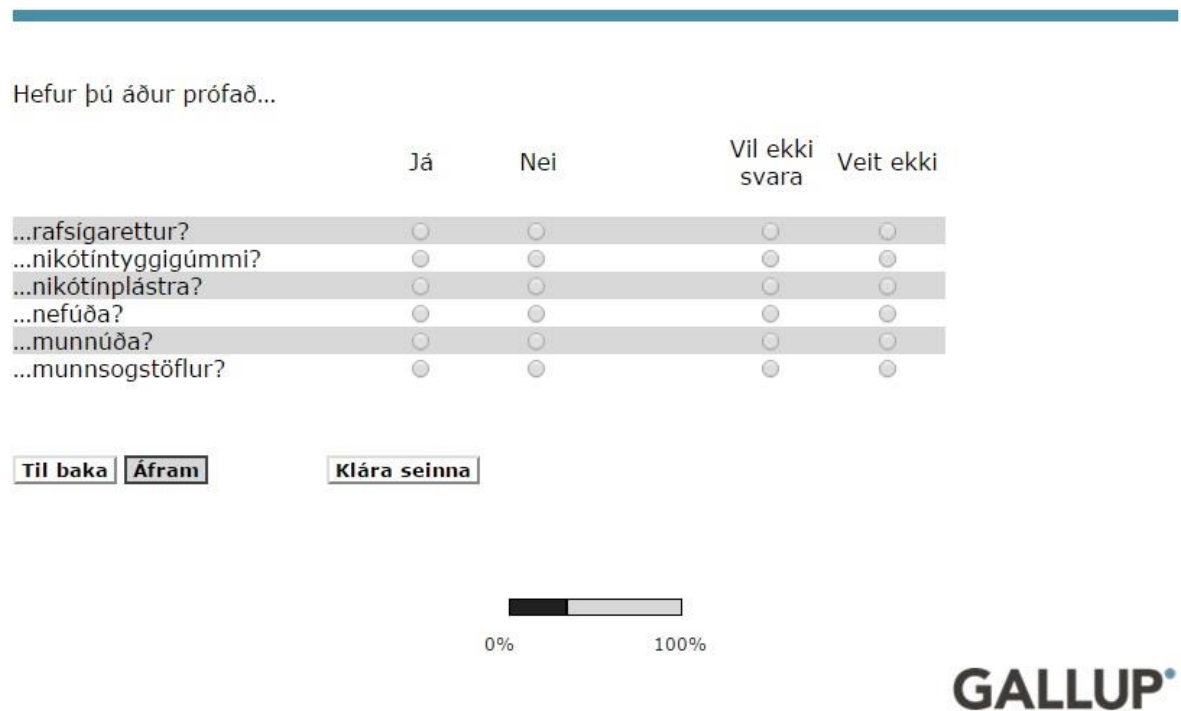 Hefur þú áður prófað...
Já Nei Vil ekki svara Veit ekki
...rafsígarettur?
...nikótíntyggigúmmi?
...nikótínplástra?
...nefúða?
...munnúða?
...munnsogstöflur?
Til baka Áfram Klára seinna
0% 100%
GALLUP